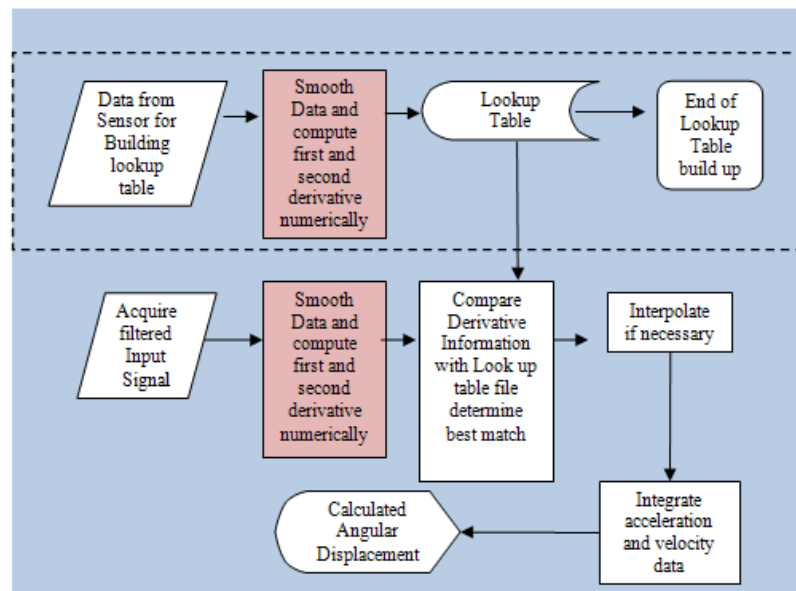 Data from
Sensor for
Building
lookup
table
Smooth
Data and
compute
first and
second
derivative
numerically
Lookup
Table
End of
Lookup
Table
build up
Acquire
filtered
Input
Signal
Smooth
Data and
compute
first and
second
derivative
numerically
Compare
Derivative
Information
with Look up
table file
determine
best match
Interpolate
if necessary
Integrate
acceleration
and velocity
data
Calculated
Angular
Displacement